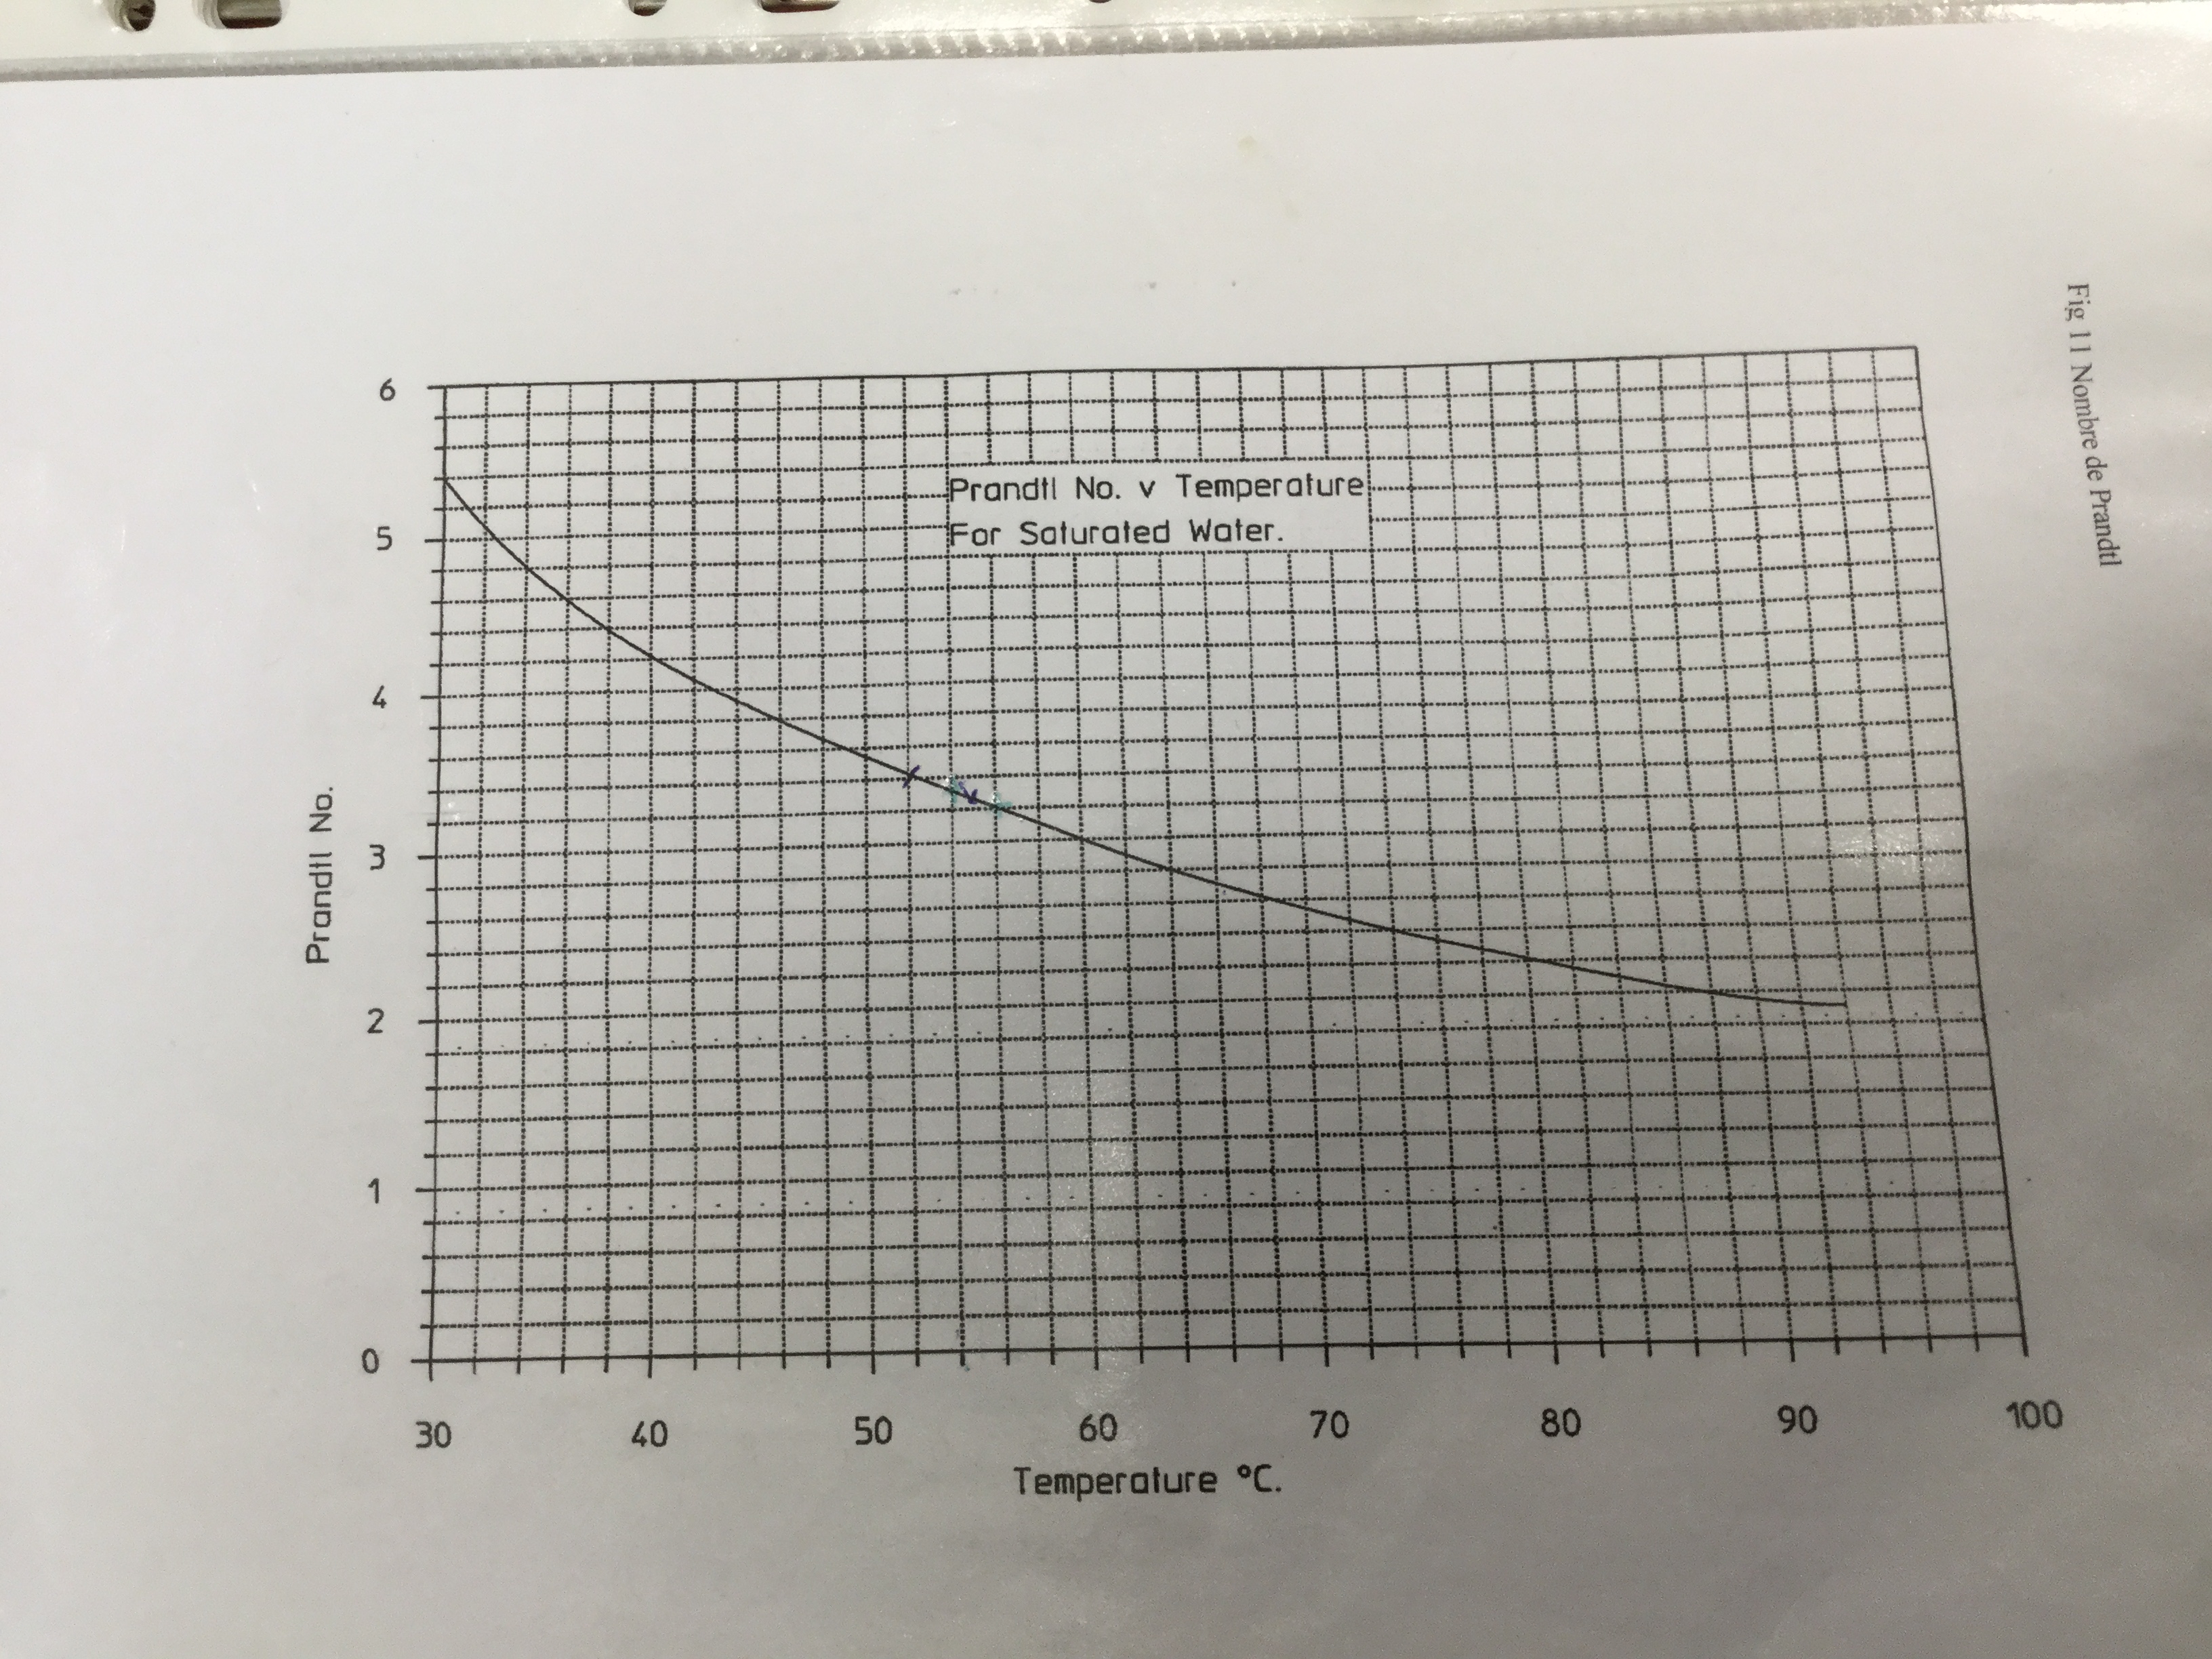 Fig 11 Nombre de Prandtl
Prandtl No. v Temperature
For Saturated Water.
Prandtl No.
6
5
4
3
2
1
0
30 40 50 60 70 80 90 100
Temperature °C.